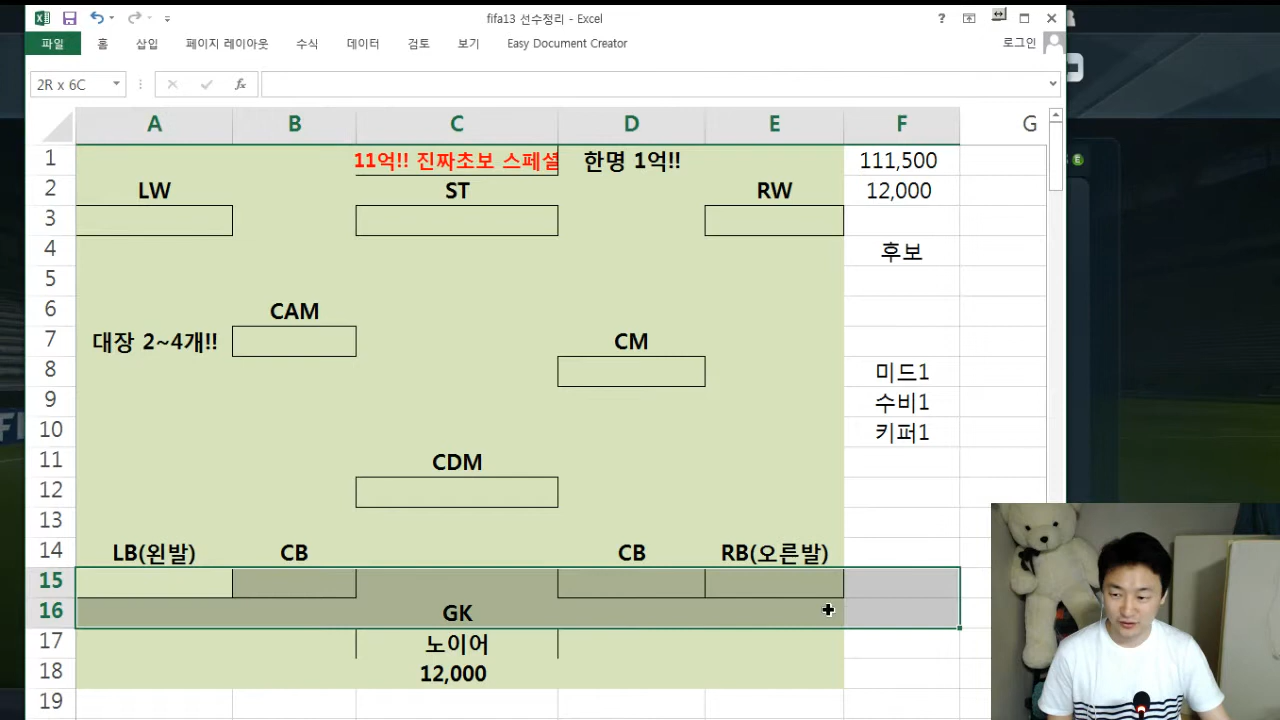 fifa13 선수정리 - Excel
?
파일 홈 삽입 페이지 레이아웃 수식 데이터 검토 보기 Easy Document Creator 로그인
2R x 6C fx
A B C D E F G
1 11억!! 진짜초보 스페셜 한명 1억!! 111,500
2 LW ST RW 12,000
3
4 후보
5
6 CAM
7 대장 2~4개!! CM
8 미드1
9 수비1
10 키퍼1
11 CDM
12
13
14 LB(왼발) CB CB RB(오른발)
15
16 GK
17 노이어
18 12,000
19